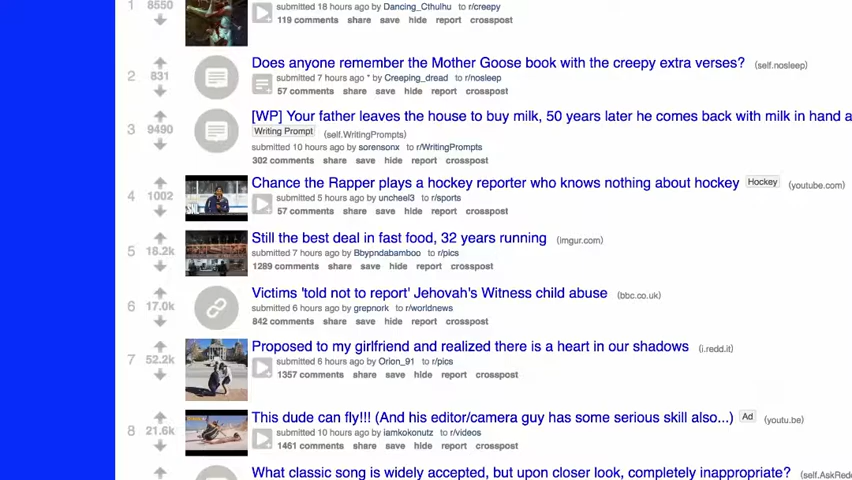 1 8550
submitted 18 hours ago by Dancing_Cthulhu to r/creepy
119 comments share save hide report crosspost
2 831
Does anyone remember the Mother Goose book with the creepy extra verses? (self.nosleep)
submitted 7 hours ago * by Creeping_dread to r/nosleep
57 comments share save hide report crosspost
3 9490
[WP] Your father leaves the house to buy milk, 50 years later he comes back with milk in hand a
Writing Prompt (self.WritingPrompts)
submitted 10 hours ago by sorensonx to r/WritingPrompts
302 comments share save hide report crosspost
4 1002
Chance the Rapper plays a hockey reporter who knows nothing about hockey Hockey (youtube.com)
submitted 5 hours ago by uncheel3 to r/sports
57 comments share save hide report crosspost
5 18.2k
Still the best deal in fast food, 32 years running (imgur.com)
submitted 7 hours ago by Bbypndabamboo to r/pics
1289 comments share save hide report crosspost
6 17.0k
Victims 'told not to report' Jehovah's Witness child abuse (bbc.co.uk)
submitted 6 hours ago by grepnork to r/worldnews
842 comments share save hide report crosspost
7 52.2k
Proposed to my girlfriend and realized there is a heart in our shadows (i.redd.it)
submitted 6 hours ago by Orion_91 to r/pics
1357 comments share save hide report crosspost
8 21.6k
This dude can fly!!! (And his editor/camera guy has some serious skill also...) Ad (youtu.be)
submitted 10 hours ago by iamkokonutz to r/videos
1461 comments share save hide report crosspost
What classic song is widely accepted, but upon closer look, completely inappropriate? (self.AskRedd